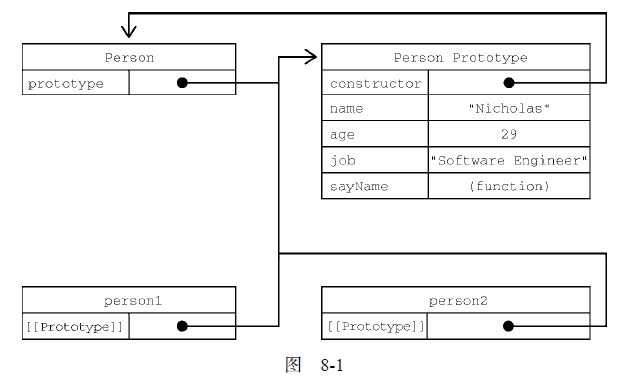 Person
prototype
Person Prototype
constructor
name "Nicholas"
age 29
job "Software Engineer"
sayName (function)
person1
[[Prototype]]
person2
[[Prototype]]
图 8-1